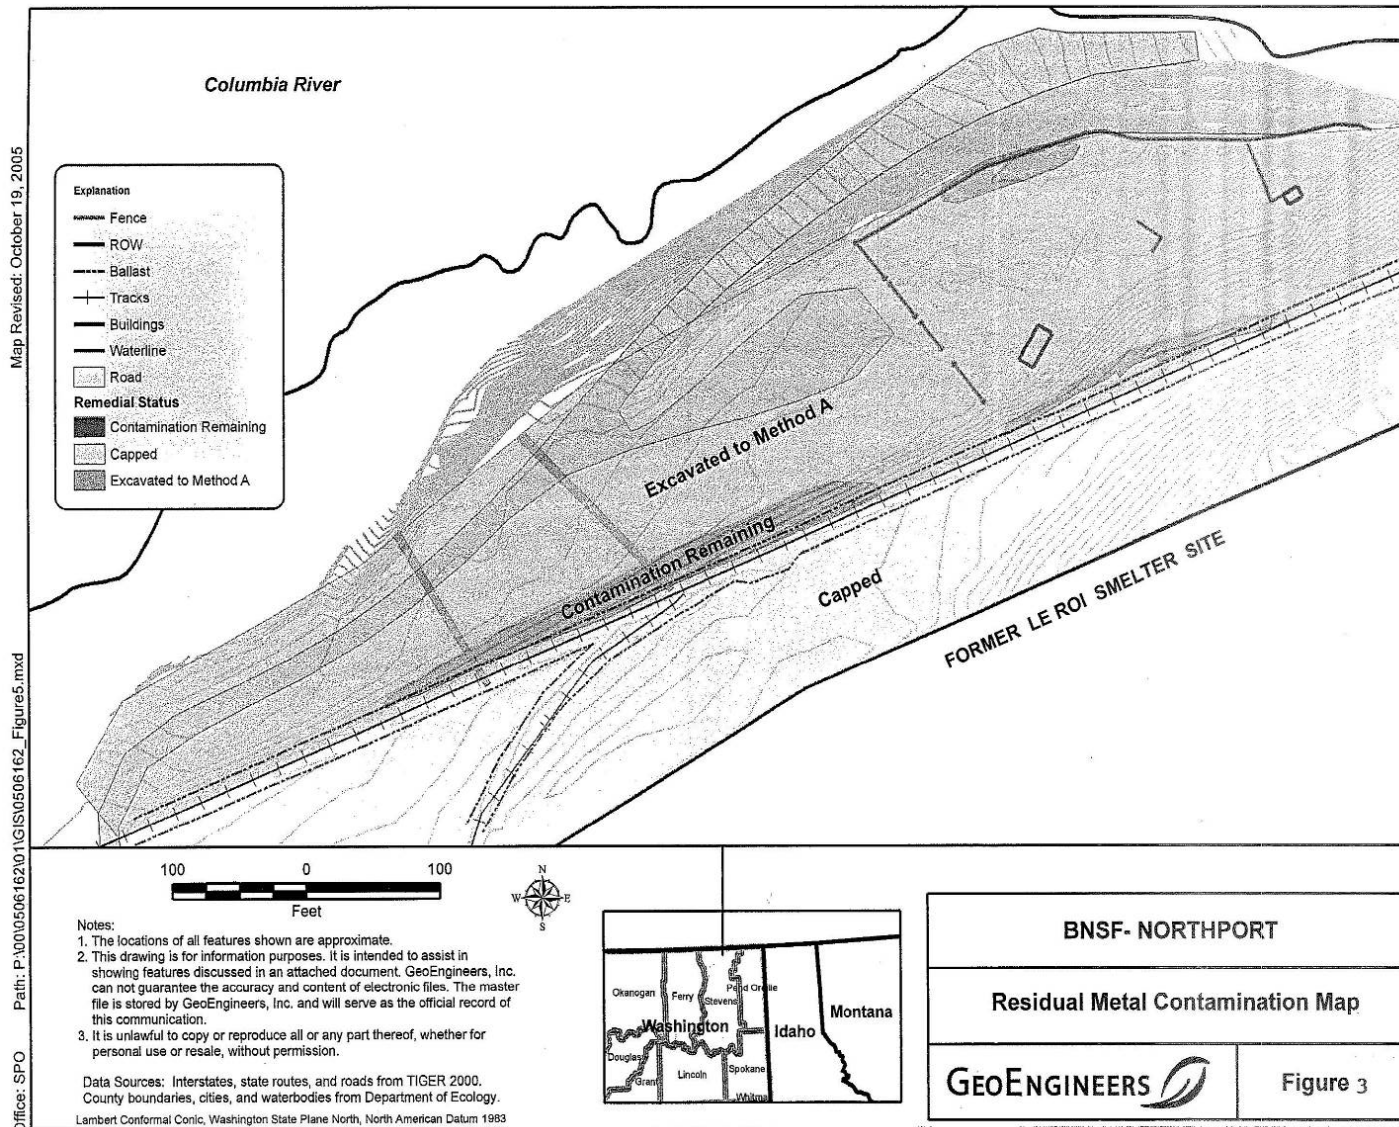 Columbia River
Map Revised: October 19, 2005
Explanation
Fence
ROW
Ballast
Tracks
Buildings
Waterline
Road
Remedial Status
Contamination Remaining
Capped
Excavated to Method A
Excavated to Method A
Contamination Remaining
Capped
FORMER LE ROI SMELTER SITE
Path: P:\00\0506162\01\GIS\0506162_Figure5.mxd
Office: SPO
100 0 100
Feet
N
W E
S
Notes:
1. The locations of all features shown are approximate.
2. This drawing is for information purposes. It is intended to assist in
showing features discussed in an attached document. GeoEngineers, Inc.
can not guarantee the accuracy and content of electronic files. The master
file is stored by GeoEngineers, Inc. and will serve as the official record of
this communication.
3. It is unlawful to copy or reproduce all or any part thereof, whether for
personal use or resale, without permission.
Data Sources: Interstates, state routes, and roads from TIGER 2000.
County boundaries, cities, and waterbodies from Department of Ecology.
Lambert Conformal Conic, Washington State Plane North, North American Datum 1983
Okanogan
Ferry
Stevens
Pend Oreille
Washington
Idaho
Montana
Douglas
Grant
Lincoln
Spokane
Whitma
BNSF- NORTHPORT
Residual Metal Contamination Map
GEOENGINEERS
Figure 3